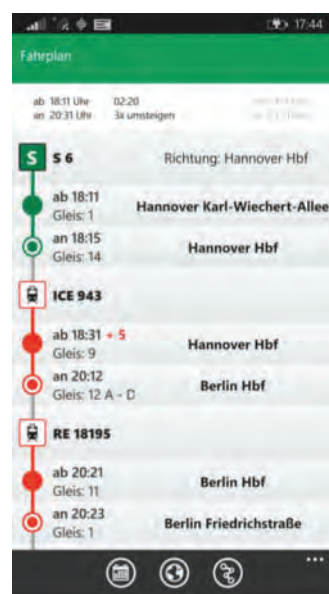 17:44
Fahrplan
ab 18:11 Uhr 02:20
an 20:31 Uhr 3x umsteigen
S S 6 Richtung: Hannover Hbf
ab 18:11
Gleis: 1 Hannover Karl-Wiechert-Allee
an 18:15
Gleis: 14 Hannover Hbf
ICE 943
ab 18:31 + 5
Gleis: 9 Hannover Hbf
an 20:12
Gleis: 12 A - D Berlin Hbf
RE 18195
ab 20:21
Gleis: 11 Berlin Hbf
an 20:23
Gleis: 1 Berlin Friedrichstraße